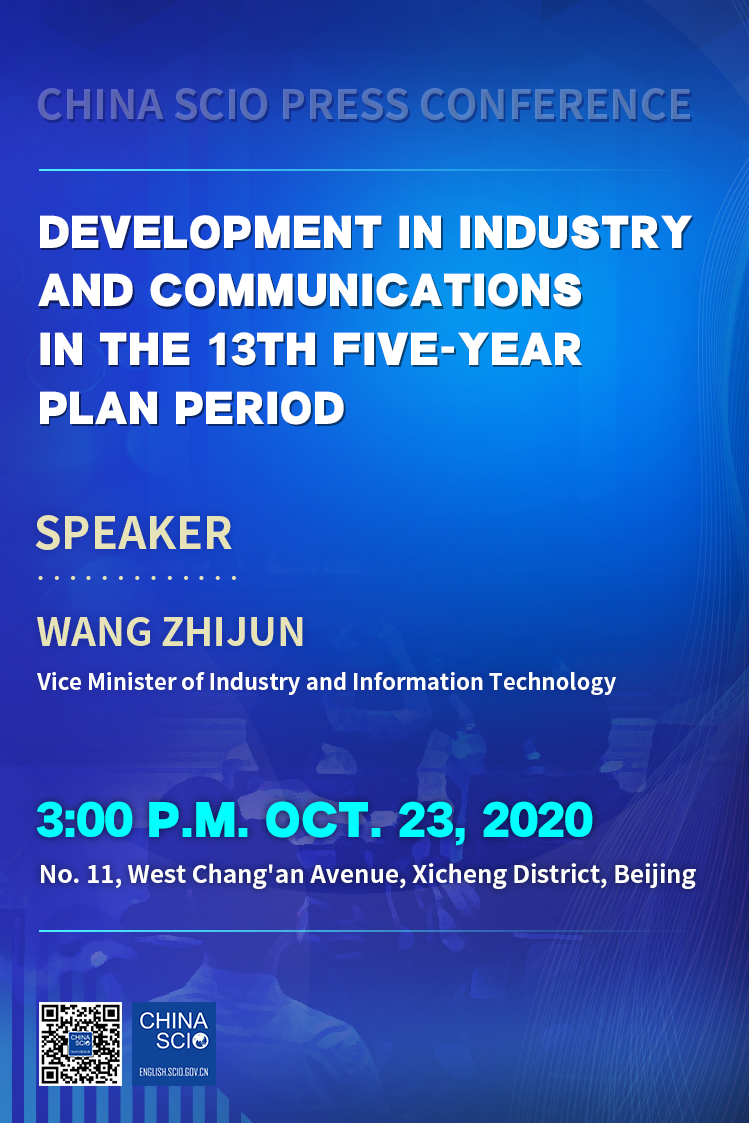 CHINA SCIO PRESS CONFERENCE
DEVELOPMENT IN INDUSTRY
AND COMMUNICATIONS
IN THE 13TH FIVE-YEAR
PLAN PERIOD
SPEAKER
WANG ZHIJUN
Vice Minister of Industry and Information Technology
3:00 P.M. OCT. 23, 2020
No. 11, West Chang'an Avenue, Xicheng District, Beijing
CHINA
SCIO
CHINA
SCIO
ENGLISH.SCIO.GOV.CN